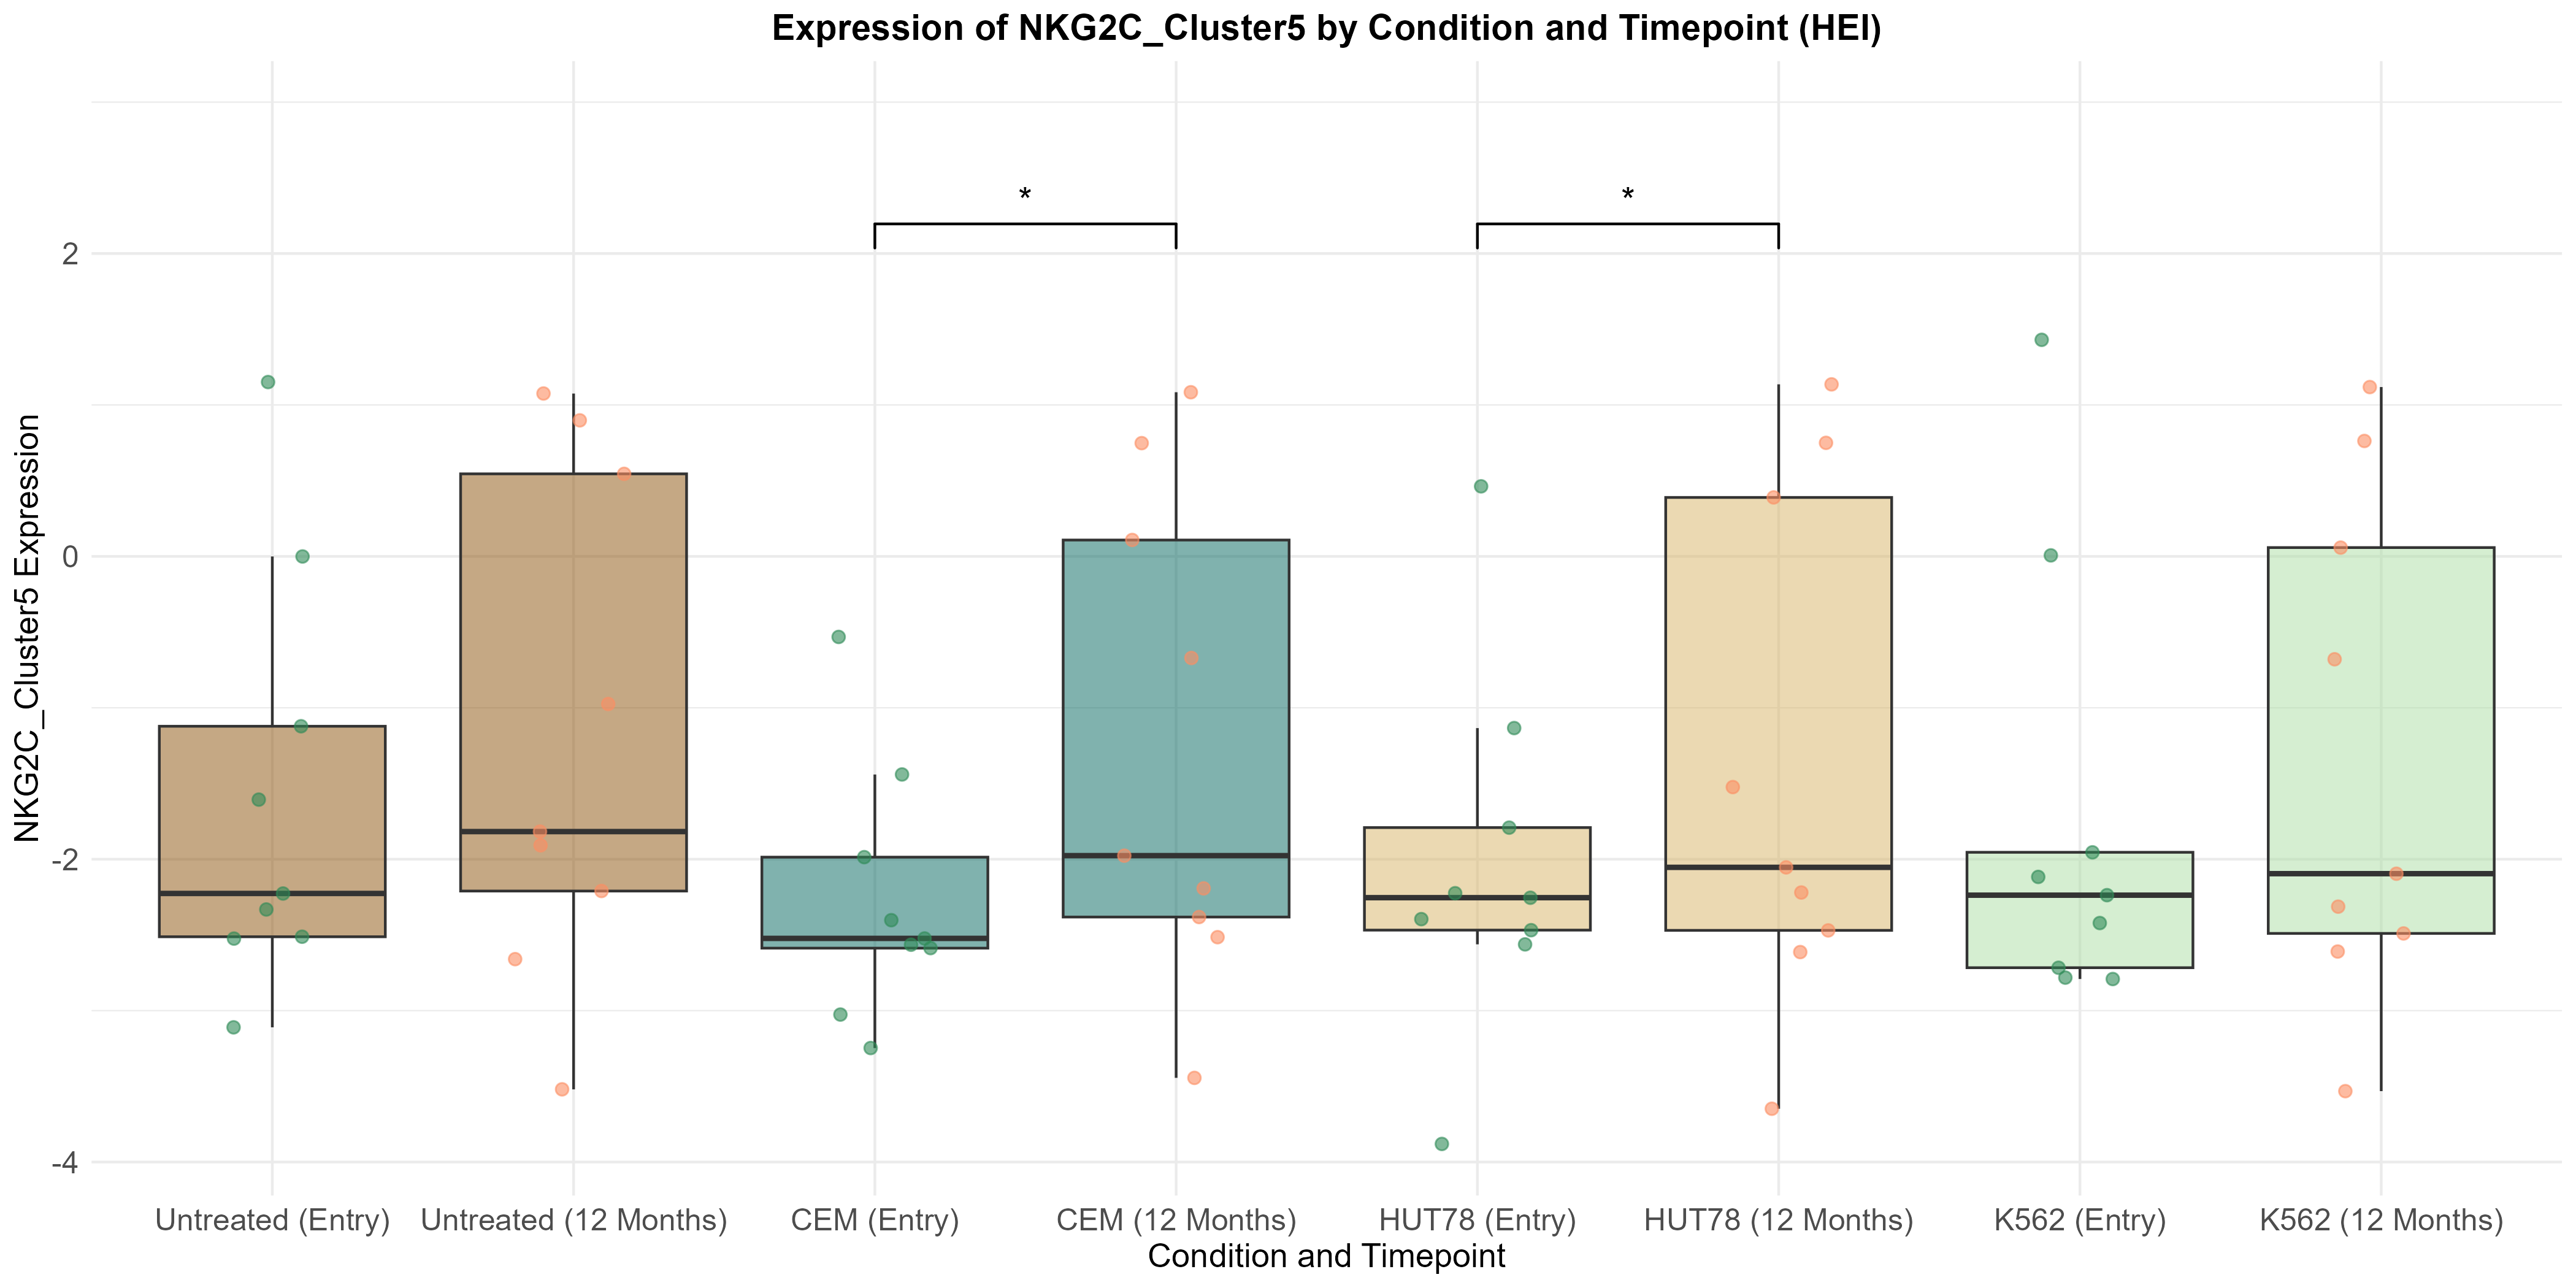 Expression of NKG2C_Cluster5 by Condition and Timepoint (HEI)
NKG2C_Cluster5 Expression
2
0
-2
-4
*
*
Untreated (Entry)
Untreated (12 Months)
CEM (Entry)
CEM (12 Months)
HUT78 (Entry)
HUT78 (12 Months)
K562 (Entry)
K562 (12 Months)
Condition and Timepoint